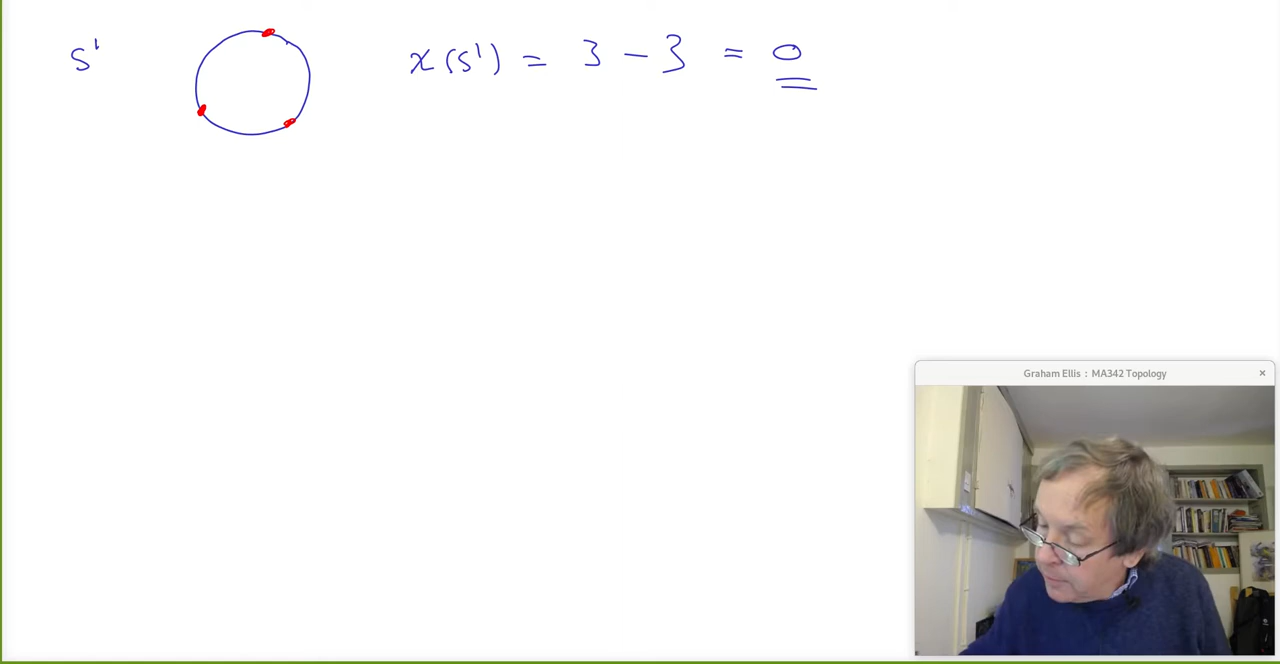 S¹ χ(S¹) = 3 − 3 = 0
Graham Ellis : MA342 Topology ×